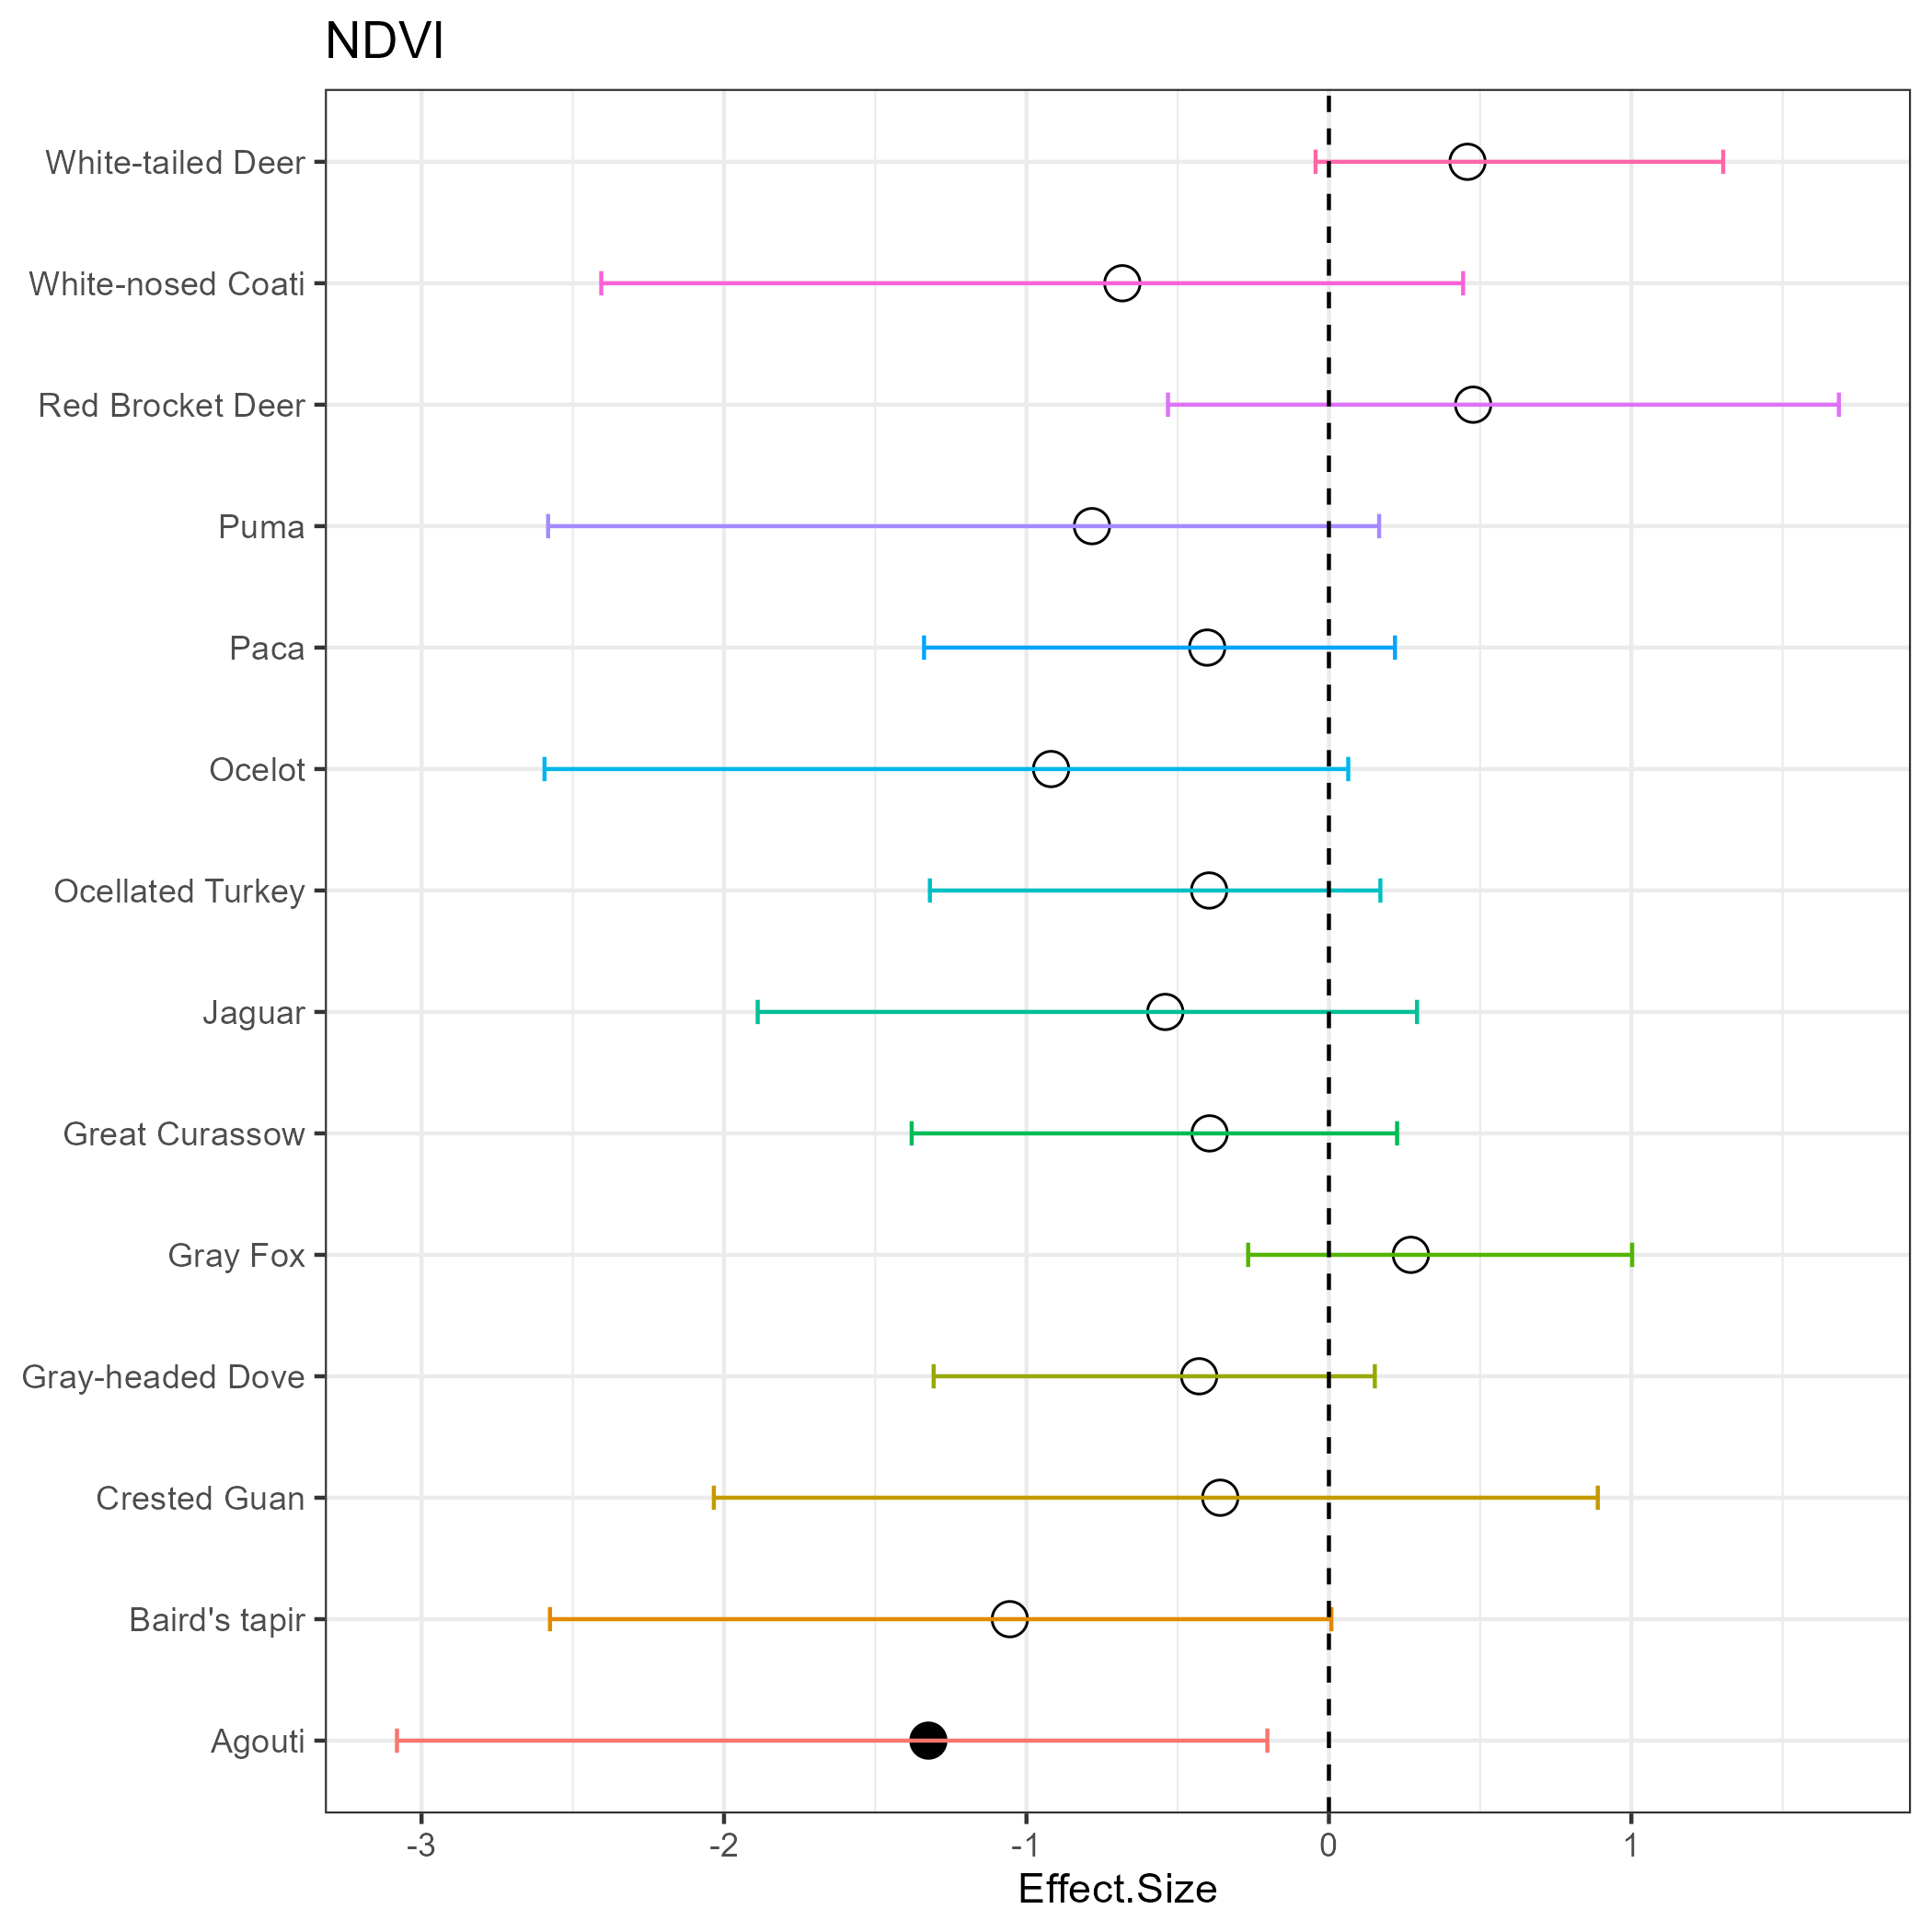 NDVI
White-tailed Deer
White-nosed Coati
Red Brocket Deer
Puma
Paca
Ocelot
Ocellated Turkey
Jaguar
Great Curassow
Gray Fox
Gray-headed Dove
Crested Guan
Baird's tapir
Agouti
-3 -2 -1 0 1
Effect.Size